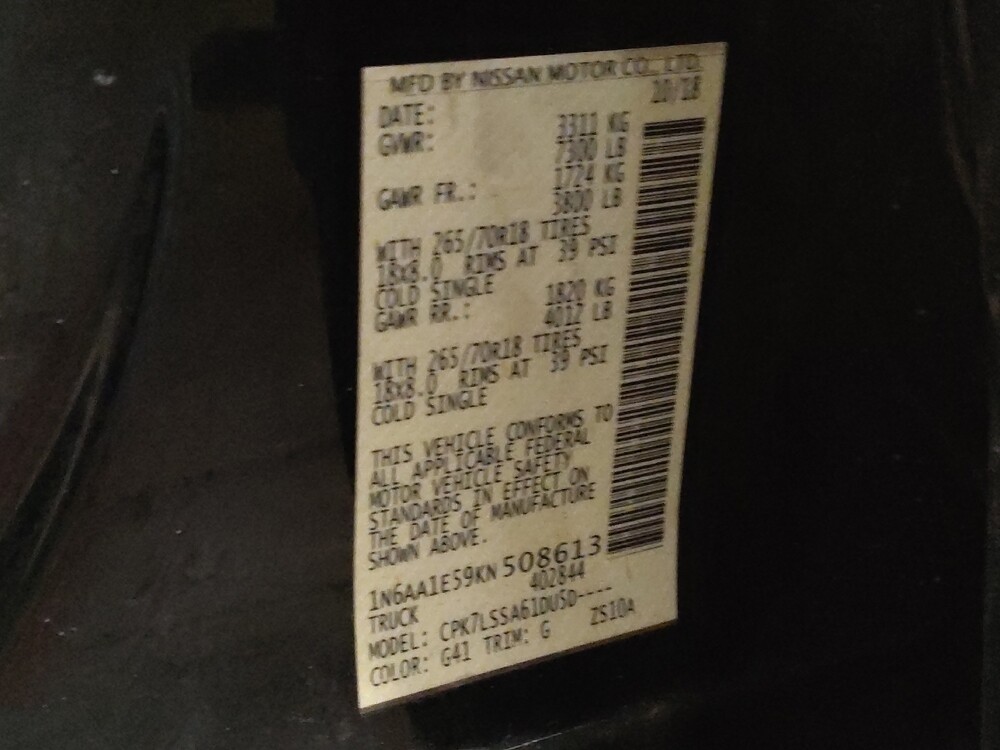 MFD BY NISSAN MOTOR CO., LTD.
DATE: 10/18
GVWR: 3311 KG
7300 LB
GAWR FR.: 1724 KG
3800 LB
WITH 265/70R18 TIRES
18X8.0 RIMS AT 39 PSI
COLD SINGLE
GAWR RR.: 1820 KG
4012 LB
WITH 265/70R18 TIRES
18X8.0 RIMS AT 39 PSI
COLD SINGLE
THIS VEHICLE CONFORMS TO
ALL APPLICABLE FEDERAL
MOTOR VEHICLE SAFETY
STANDARDS IN EFFECT ON
THE DATE OF MANUFACTURE
SHOWN ABOVE.
1N6AA1E59KN508613
TRUCK 402844
MODEL: CPK7LSSA61DUSD----
COLOR: G41 TRIM: G ZS10A